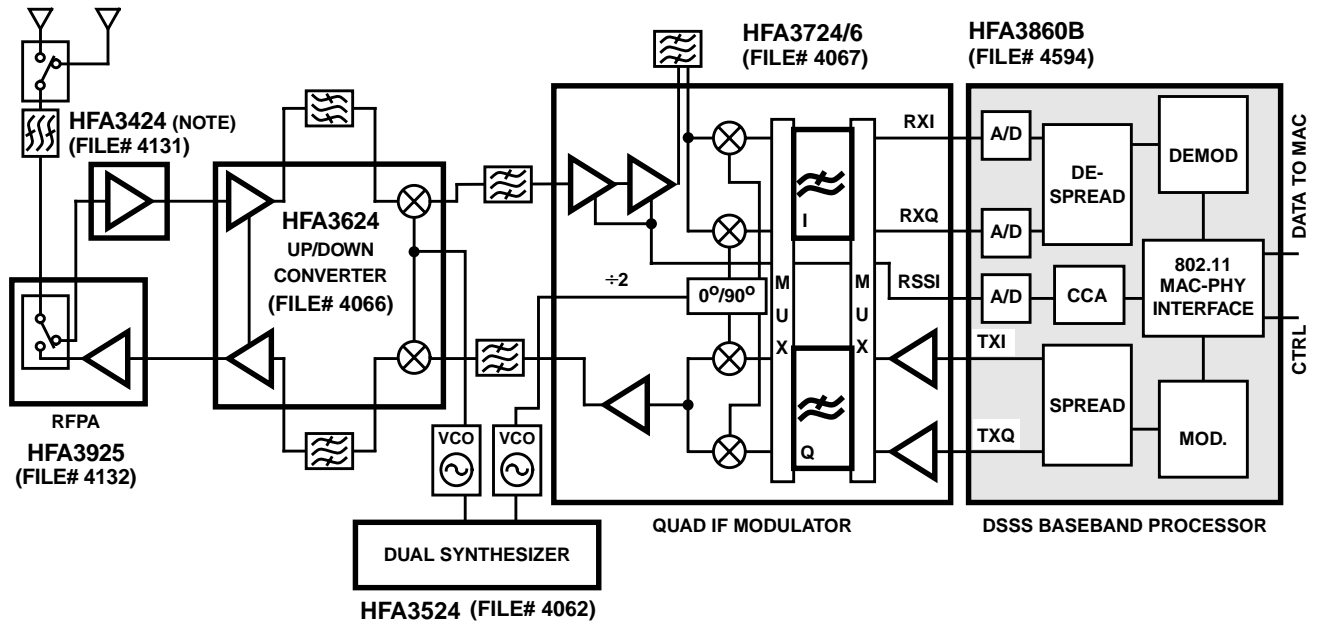 HFA3724/6
(FILE# 4067)
HFA3860B
(FILE# 4594)
HFA3424 (NOTE)
(FILE# 4131)
HFA3624
UP/DOWN
CONVERTER
(FILE# 4066)
RFPA
HFA3925
(FILE# 4132)
VCO
VCO
DUAL SYNTHESIZER
HFA3524 (FILE# 4062)
÷2
0°/90°
I
Q
M
U
X
M
U
X
QUAD IF MODULATOR
RXI
RXQ
RSSI
TXI
TXQ
A/D
A/D
A/D
DE-
SPREAD
CCA
SPREAD
DEMOD
802.11
MAC-PHY
INTERFACE
MOD.
DATA TO MAC
CTRL
DSSS BASEBAND PROCESSOR